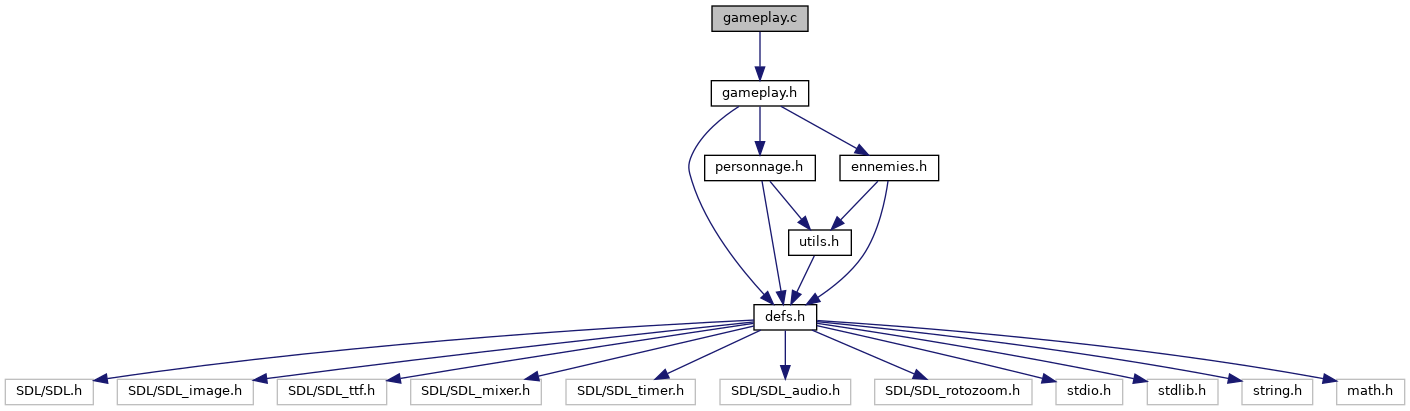 gameplay.c
gameplay.h
personnage.h
ennemies.h
utils.h
defs.h
SDL/SDL.h
SDL/SDL_image.h
SDL/SDL_ttf.h
SDL/SDL_mixer.h
SDL/SDL_timer.h
SDL/SDL_audio.h
SDL/SDL_rotozoom.h
stdio.h
stdlib.h
string.h
math.h